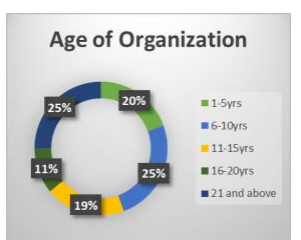 Age of Organization
20%
25%
19%
11%
25%
1-5yrs
6-10yrs
11-15yrs
16-20yrs
21 and above